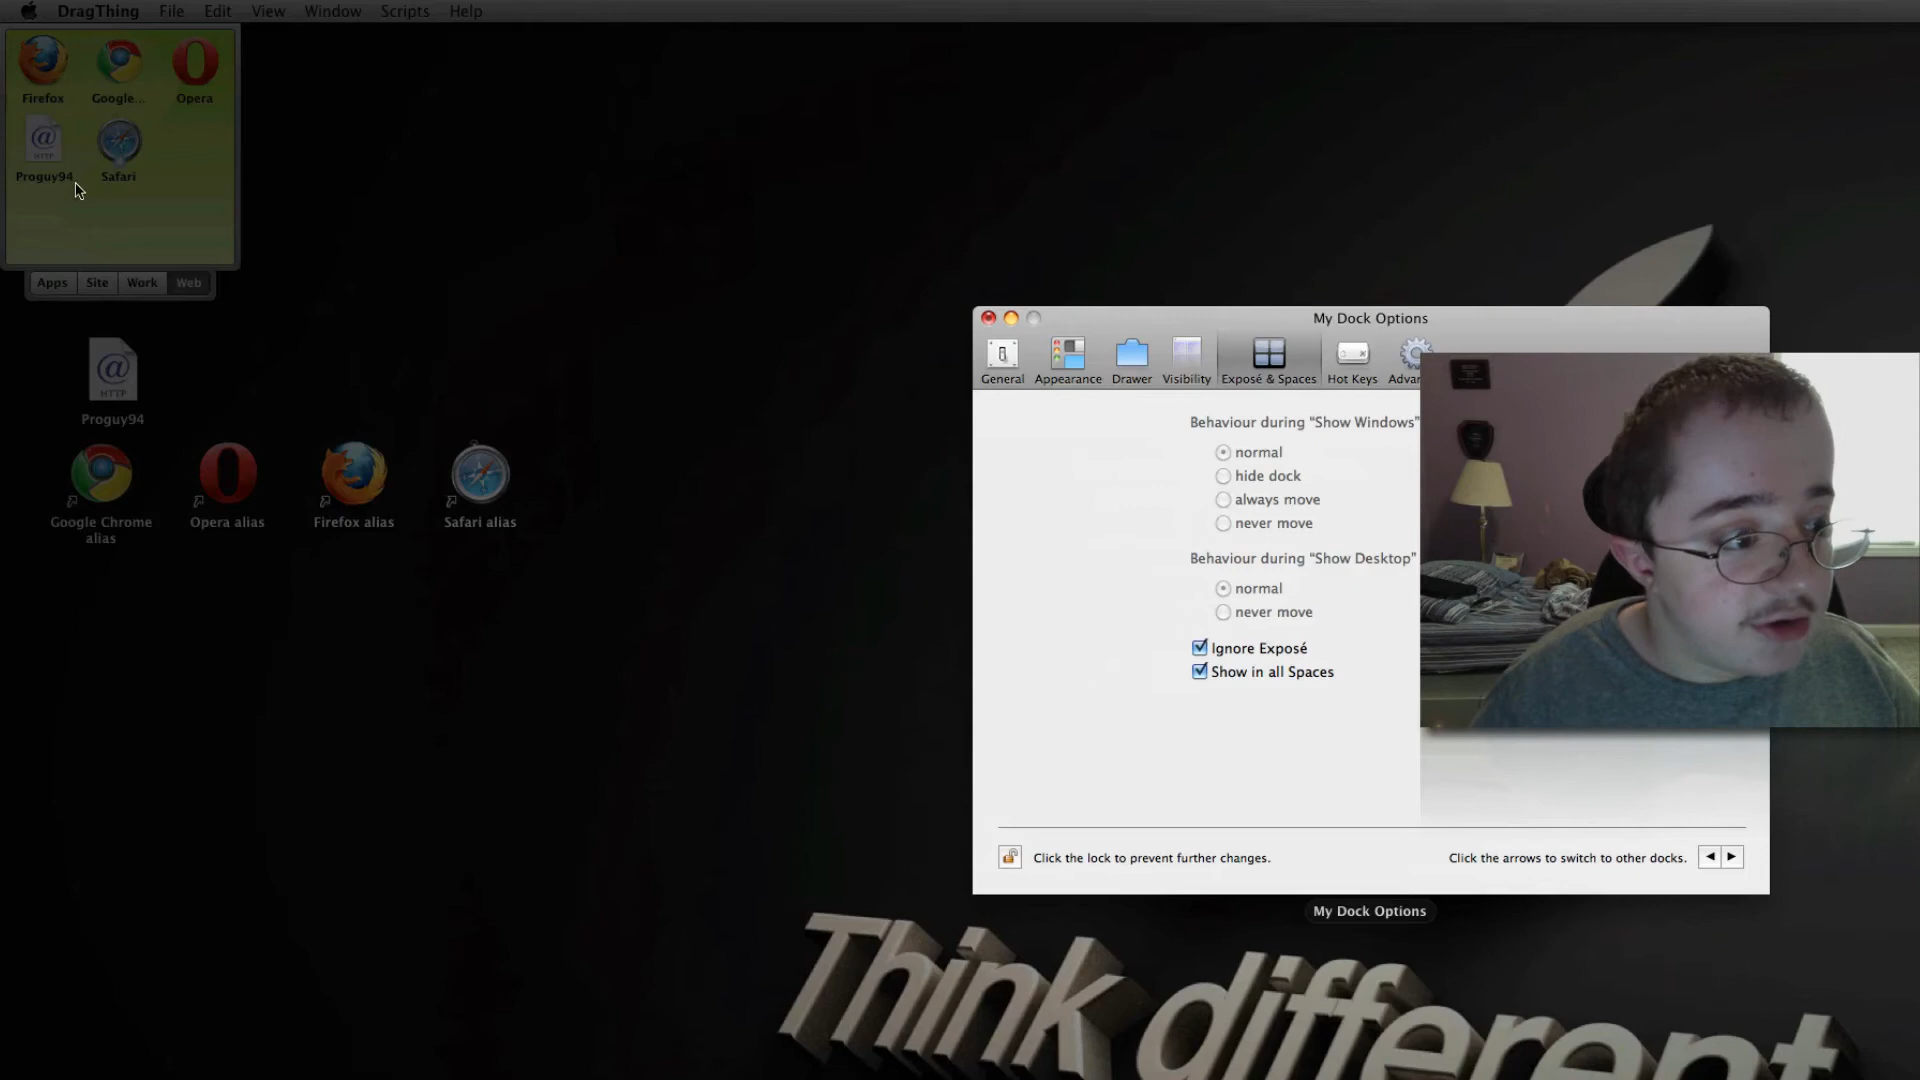 DragThing File Edit View Window Scripts Help
Firefox Google... Opera
@ HTTP
Proguy94 Safari
Apps Site Work Web
@ HTTP
Proguy94
Google Chrome alias
Opera alias
Firefox alias
Safari alias
My Dock Options
General Appearance Drawer Visibility Exposé & Spaces Hot Keys Advan
Behaviour during "Show Windows"
normal
hide dock
always move
never move
Behaviour during "Show Desktop"
normal
never move
Ignore Exposé
Show in all Spaces
Click the lock to prevent further changes.
Click the arrows to switch to other docks.
My Dock Options
Think different